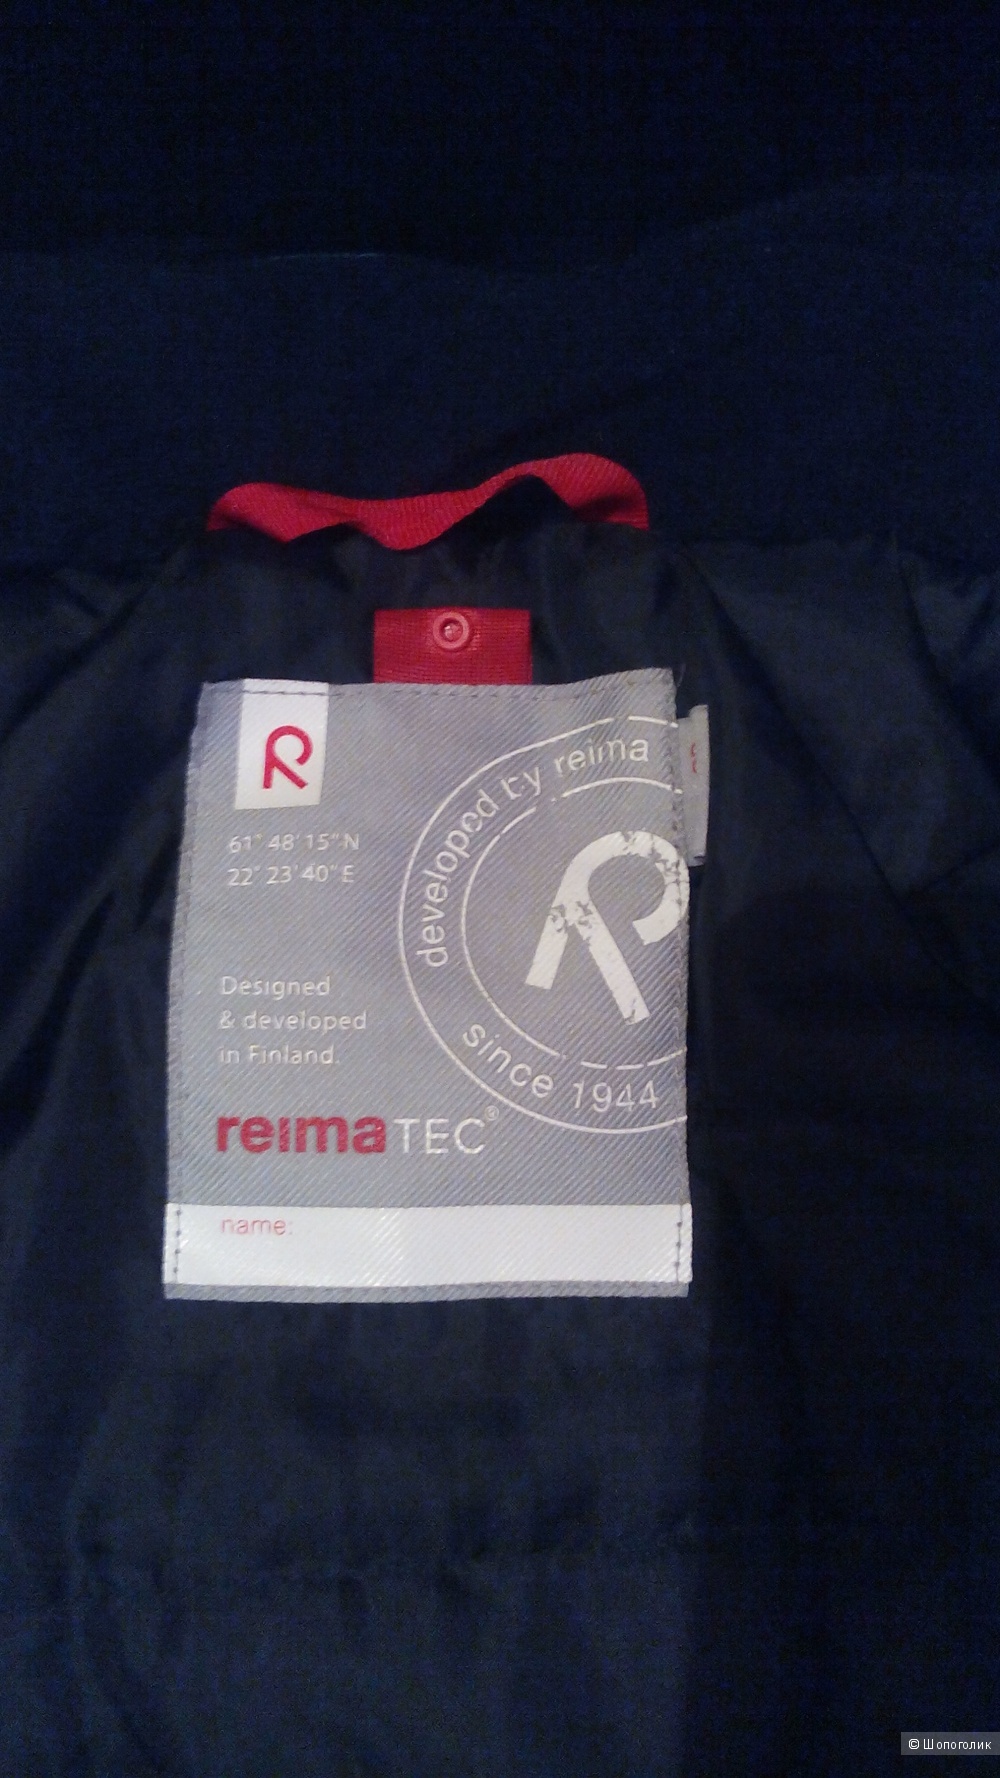 developed by reima
61° 48' 15" N
22° 23' 40" E
Designed
& developed
in Finland.
since 1944
reimaTEC®
name:
© Шопоголик